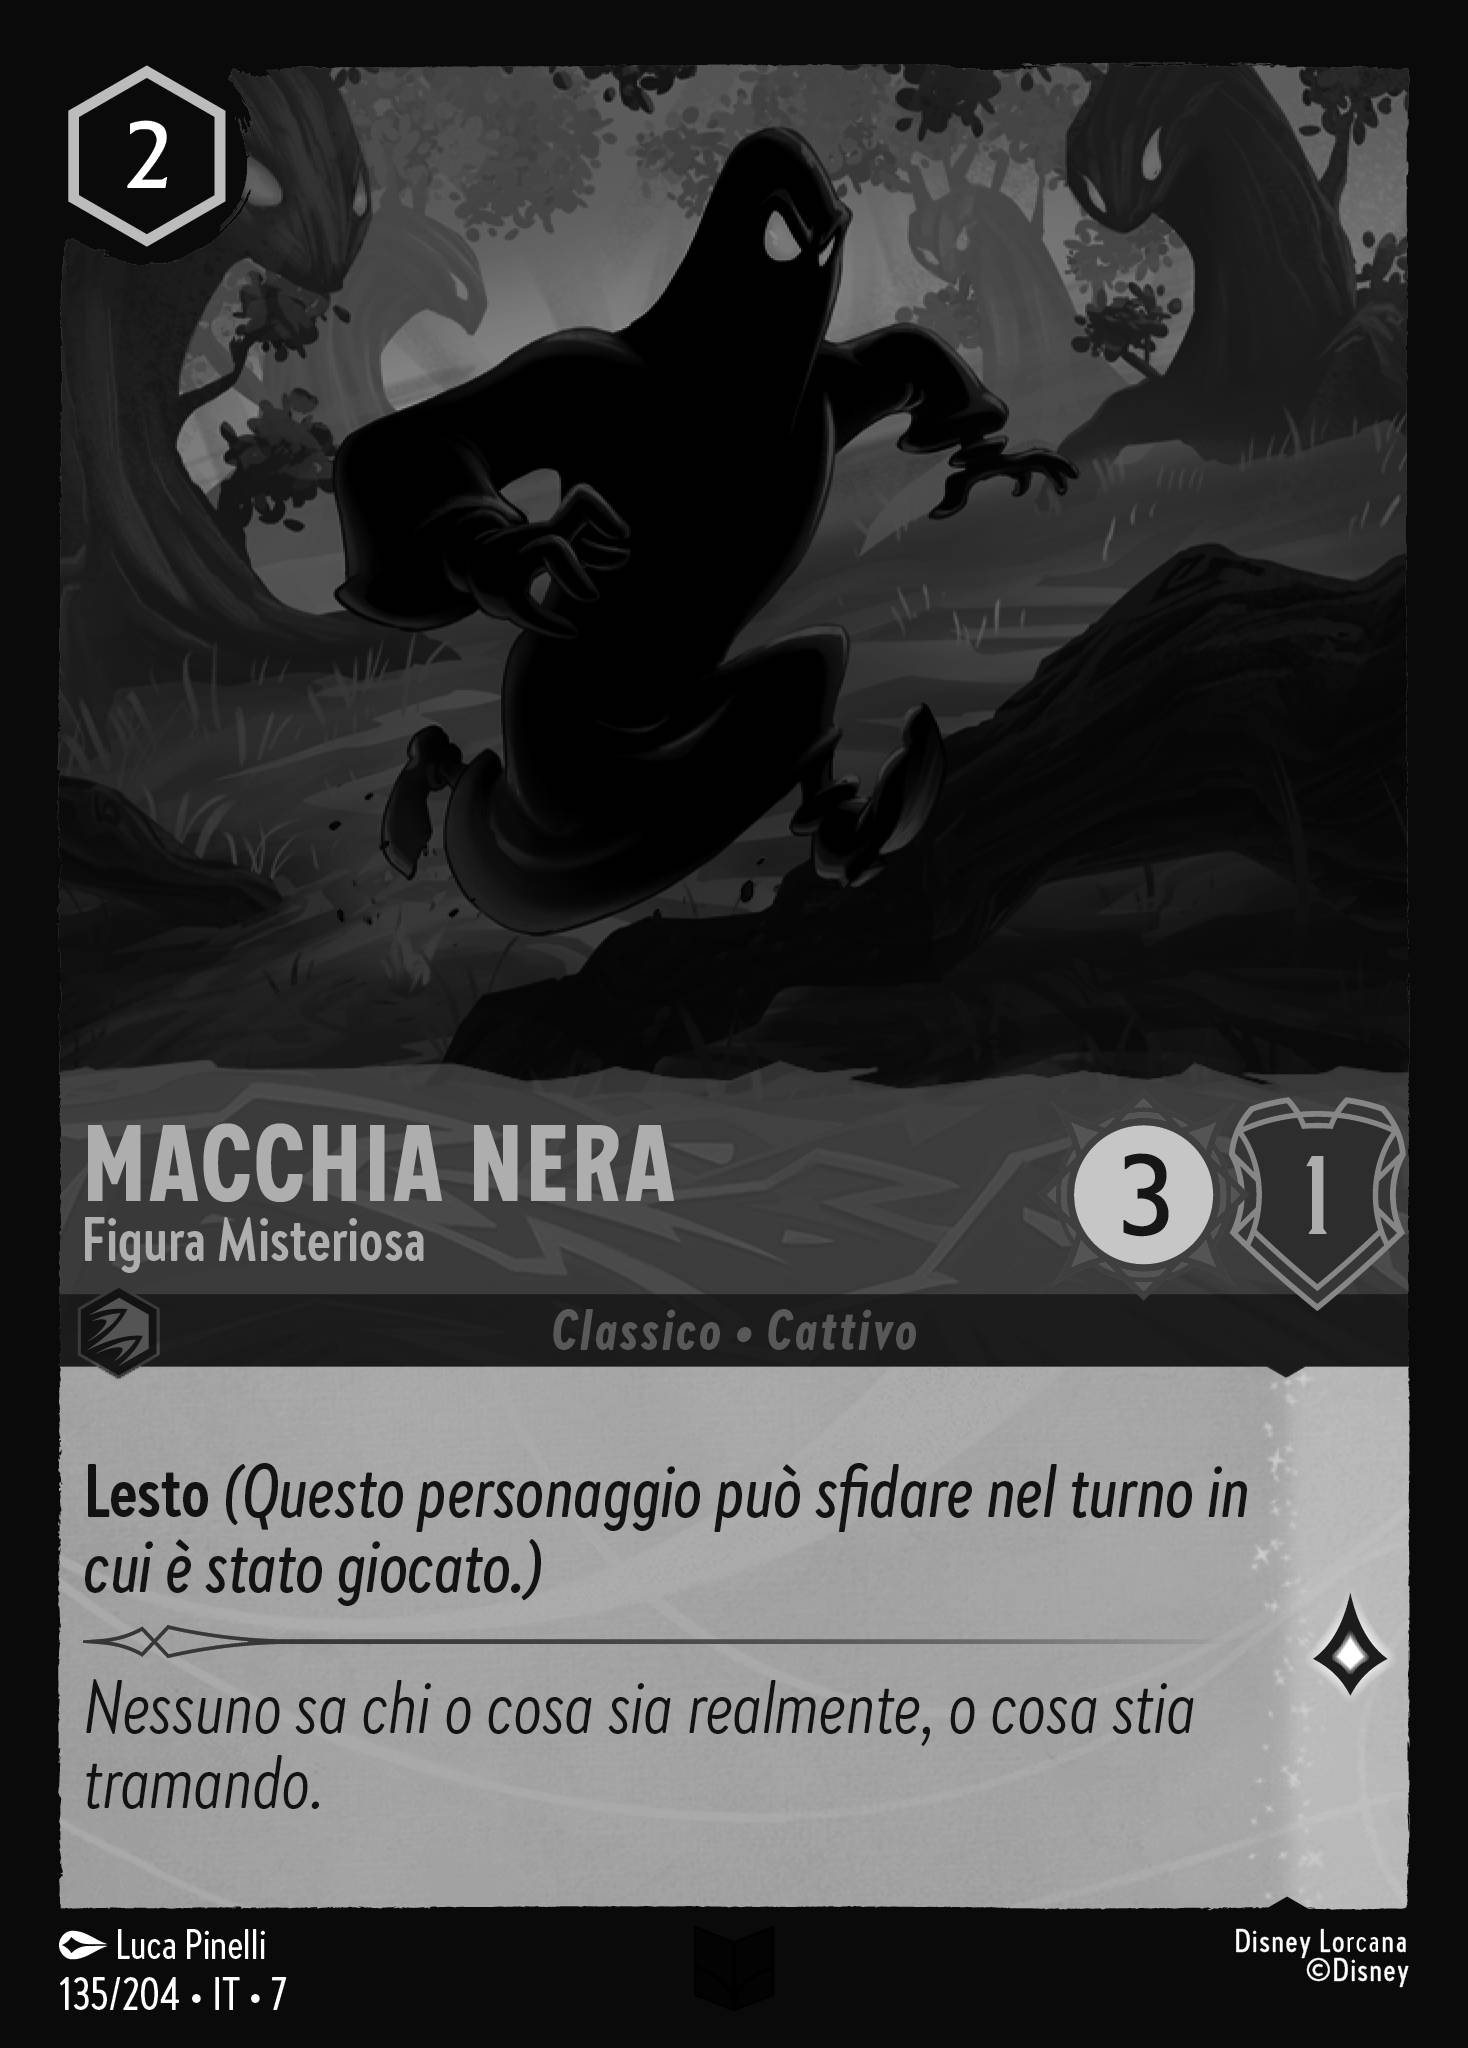 2
MACCHIA NERA
Figura Misteriosa
3
1
Classico • Cattivo
Lesto (Questo personaggio può sfidare nel turno in
cui è stato giocato.)
Nessuno sa chi o cosa sia realmente, o cosa stia
tramando.
Luca Pinelli
135/204 • IT • 7
Disney Lorcana
©Disney